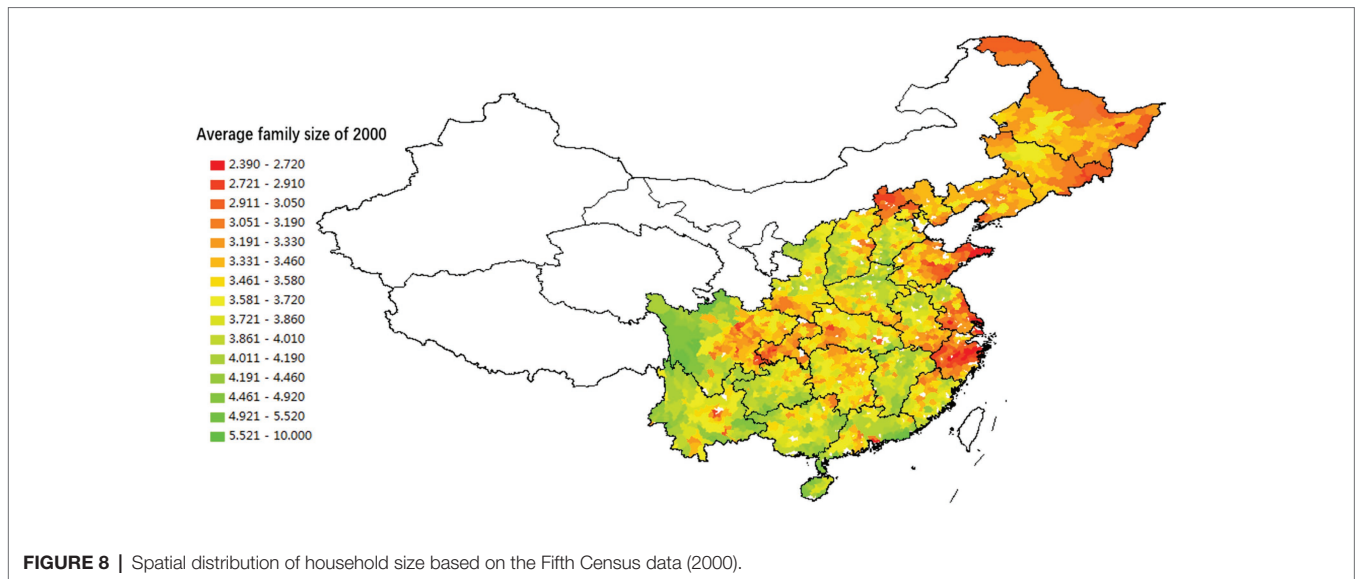 Average family size of 2000
2.390 - 2.720
2.721 - 2.910
2.911 - 3.050
3.051 - 3.190
3.191 - 3.330
3.331 - 3.460
3.461 - 3.580
3.581 - 3.720
3.721 - 3.860
3.861 - 4.010
4.011 - 4.190
4.191 - 4.460
4.461 - 4.920
4.921 - 5.520
5.521 - 10.000
FIGURE 8 | Spatial distribution of household size based on the Fifth Census data (2000).